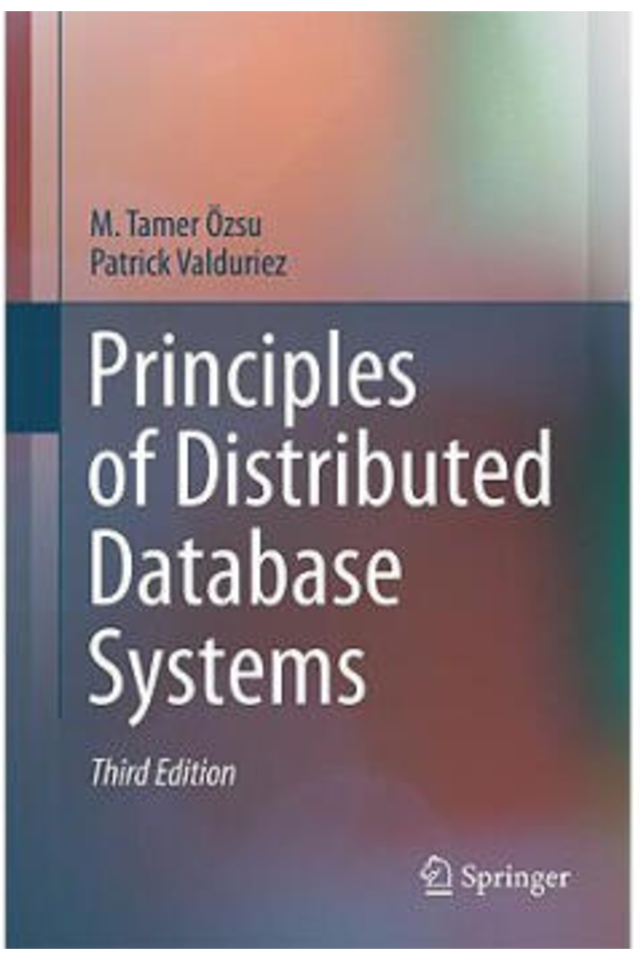 M. Tamer Özsu
Patrick Valduriez
Principles
of Distributed
Database
Systems
Third Edition
Springer